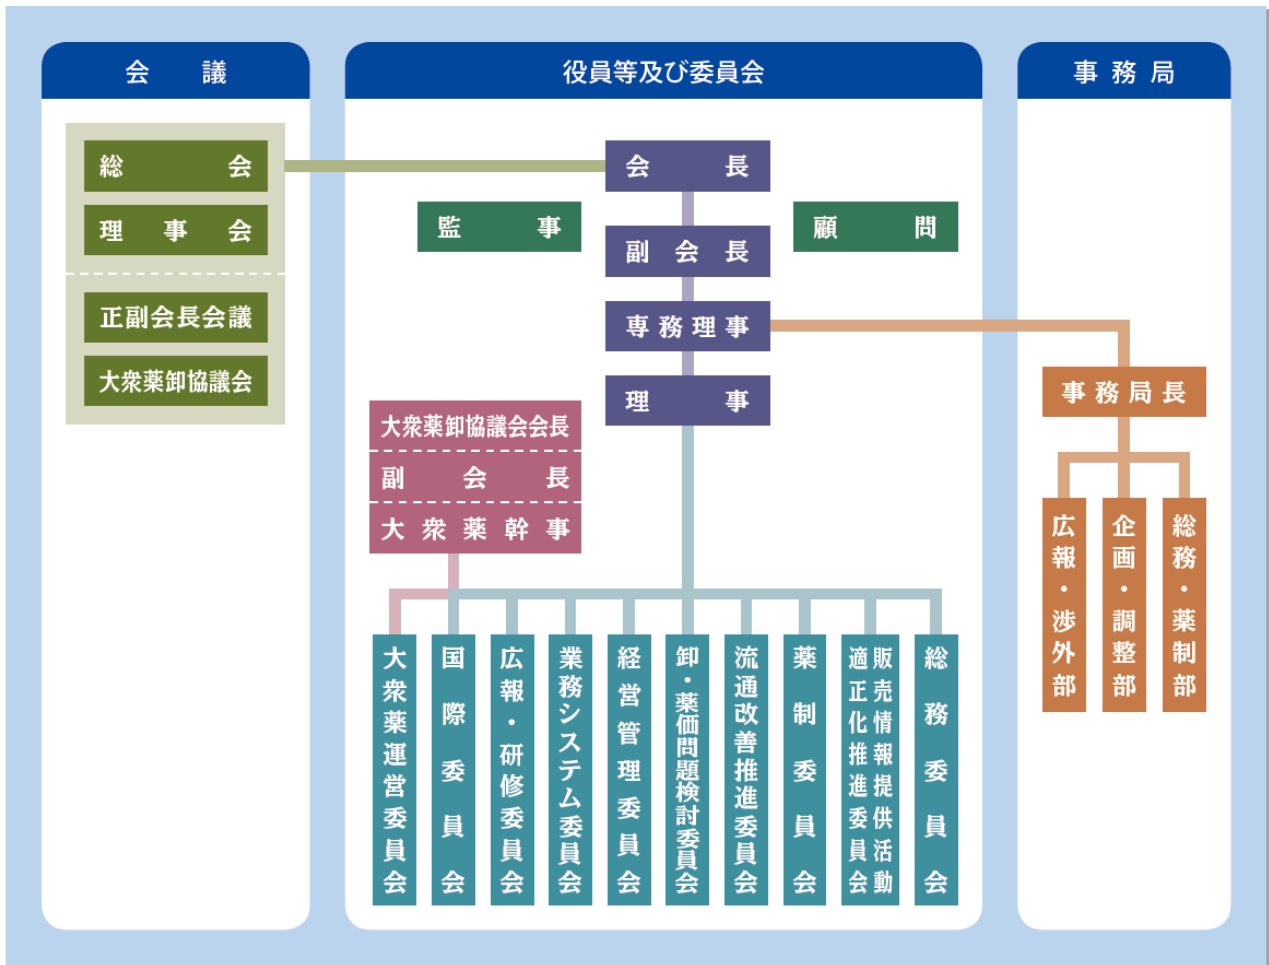 会議
総会
理事会
正副会長会議
大衆薬卸協議会
役員等及び委員会
会長
監事
顧問
副会長
専務理事
理事
大衆薬卸協議会会長
副会長
大衆薬幹事
大衆薬運営委員会
国際委員会
広報・研修委員会
業務システム委員会
経営管理委員会
卸・薬価問題検討委員会
流通改善推進委員会
薬制委員会
販売情報提供活動
適正化推進委員会
総務委員会
事務局
事務局長
広報・渉外部
企画・調整部
総務・薬制部